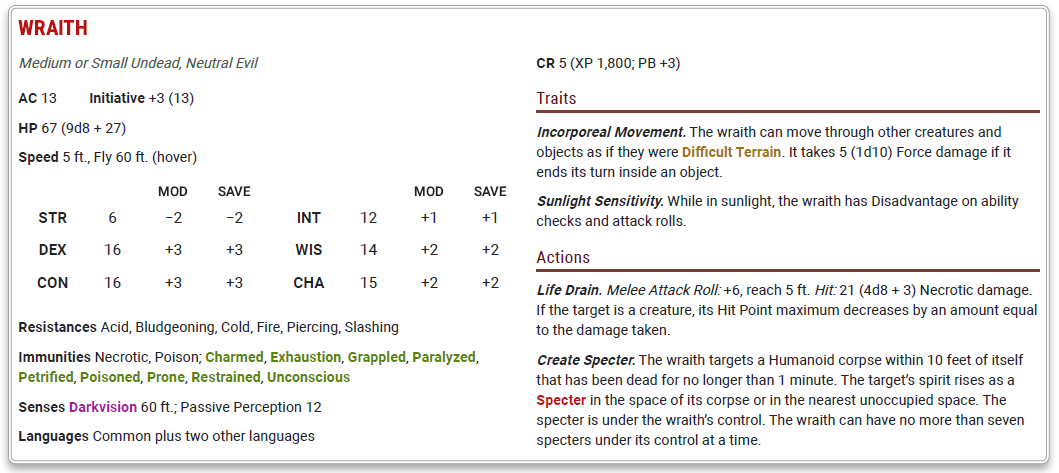 WRAITH
Medium or Small Undead, Neutral Evil
AC 13 Initiative +3 (13)
HP 67 (9d8 + 27)
Speed 5 ft., Fly 60 ft. (hover)
MOD SAVE MOD SAVE
STR 6 −2 −2 INT 12 +1 +1
DEX 16 +3 +3 WIS 14 +2 +2
CON 16 +3 +3 CHA 15 +2 +2
Resistances Acid, Bludgeoning, Cold, Fire, Piercing, Slashing
Immunities Necrotic, Poison; Charmed, Exhaustion, Grappled, Paralyzed,
Petrified, Poisoned, Prone, Restrained, Unconscious
Senses Darkvision 60 ft.; Passive Perception 12
Languages Common plus two other languages
CR 5 (XP 1,800; PB +3)
Traits
Incorporeal Movement. The wraith can move through other creatures and
objects as if they were Difficult Terrain. It takes 5 (1d10) Force damage if it
ends its turn inside an object.
Sunlight Sensitivity. While in sunlight, the wraith has Disadvantage on ability
checks and attack rolls.
Actions
Life Drain. Melee Attack Roll: +6, reach 5 ft. Hit: 21 (4d8 + 3) Necrotic damage.
If the target is a creature, its Hit Point maximum decreases by an amount equal
to the damage taken.
Create Specter. The wraith targets a Humanoid corpse within 10 feet of itself
that has been dead for no longer than 1 minute. The target's spirit rises as a
Specter in the space of its corpse or in the nearest unoccupied space. The
specter is under the wraith's control. The wraith can have no more than seven
specters under its control at a time.